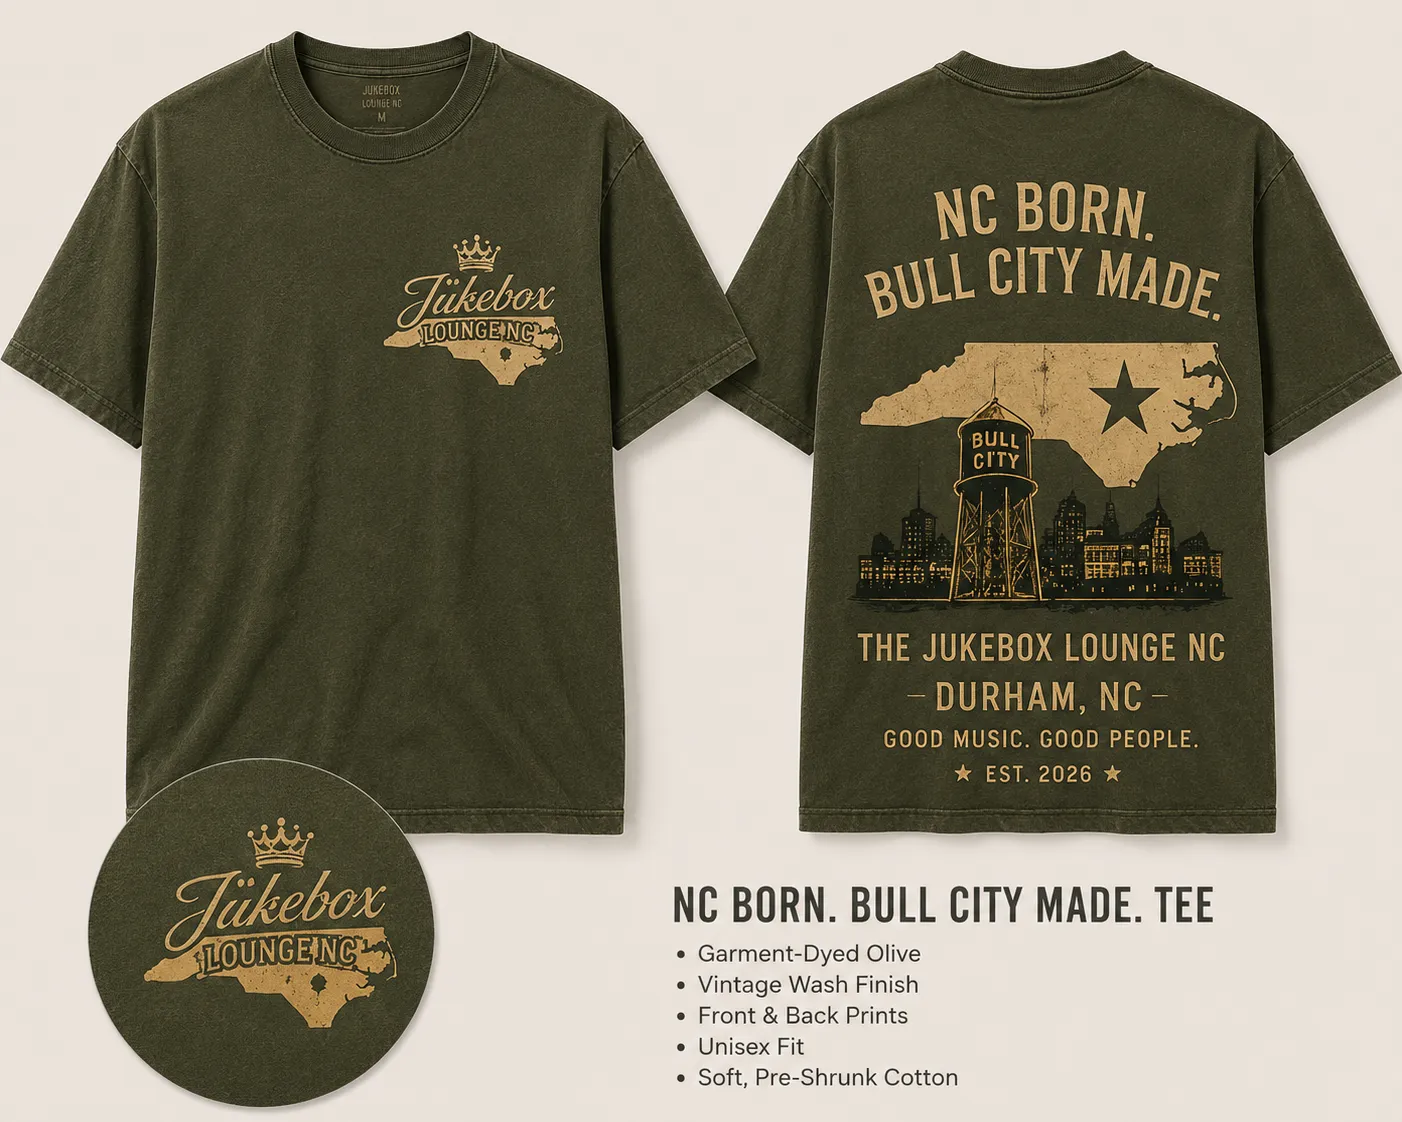 JUKEBOX
LOUNGE NC
M
Jükebox
LOUNGE NC
NC BORN.
BULL CITY MADE.
BULL
CITY
THE JUKEBOX LOUNGE NC
– DURHAM, NC –
GOOD MUSIC. GOOD PEOPLE.
★ EST. 2026 ★
Jükebox
LOUNGE NC
NC BORN. BULL CITY MADE. TEE
• Garment-Dyed Olive
• Vintage Wash Finish
• Front & Back Prints
• Unisex Fit
• Soft, Pre-Shrunk Cotton